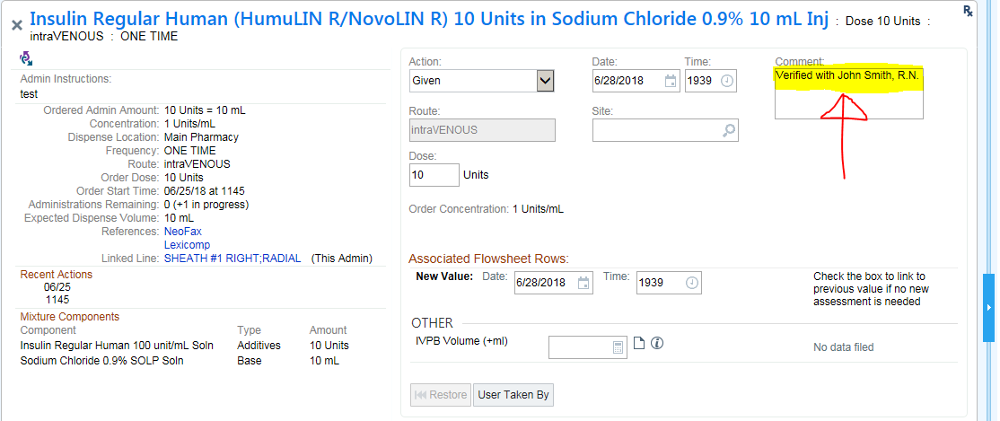 Insulin Regular Human (HumuLIN R/NovoLIN R) 10 Units in Sodium Chloride 0.9% 10 mL Inj : Dose 10 Units :
intraVENOUS : ONE TIME
Rx
Admin Instructions:
test
Ordered Admin Amount: 10 Units = 10 mL
Concentration: 1 Units/mL
Dispense Location: Main Pharmacy
Frequency: ONE TIME
Route: intraVENOUS
Order Dose: 10 Units
Order Start Time: 06/25/18 at 1145
Administrations Remaining: 0 (+1 in progress)
Expected Dispense Volume: 10 mL
References: NeoFax
Lexicomp
Linked Line: SHEATH #1 RIGHT;RADIAL (This Admin)
Recent Actions
06/25
1145
Mixture Components
Component Type Amount
Insulin Regular Human 100 unit/mL Soln Additives 10 Units
Sodium Chloride 0.9% SOLP Soln Base 10 mL
Action: Date: Time: Comment:
Given 6/28/2018 1939 Verified with John Smith, R.N.
Route: Site:
intraVENOUS
Dose:
10 Units
Order Concentration: 1 Units/mL
Associated Flowsheet Rows:
New Value: Date: 6/28/2018 Time: 1939
Check the box to link to
previous value if no new
assessment is needed
OTHER
IVPB Volume (+ml) No data filed
Restore User Taken By